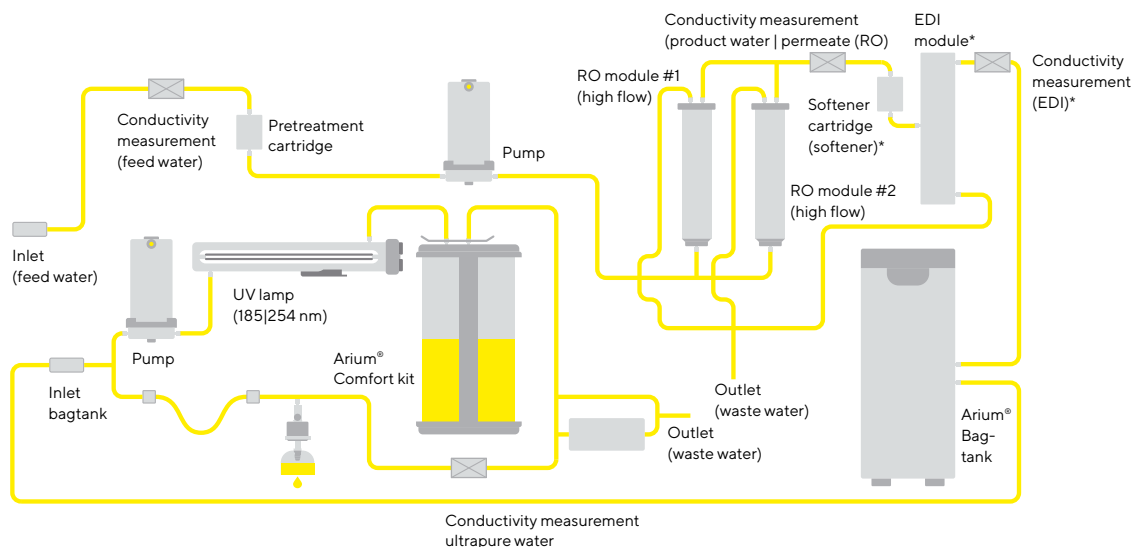 Conductivity measurement
(product water | permeate (RO)
EDI
module*
Conductivity
measurement
(EDI)*
RO module #1
(high flow)
Softener
cartridge
(softener)*
Conductivity
measurement
(feed water)
Pretreatment
cartridge
Pump
RO module #2
(high flow)
Inlet
(feed water)
UV lamp
(185|254 nm)
Pump
Arium®
Comfort kit
Inlet
bagtank
Outlet
(waste water)
Outlet
(waste water)
Arium®
Bag-
tank
Conductivity measurement
ultrapure water